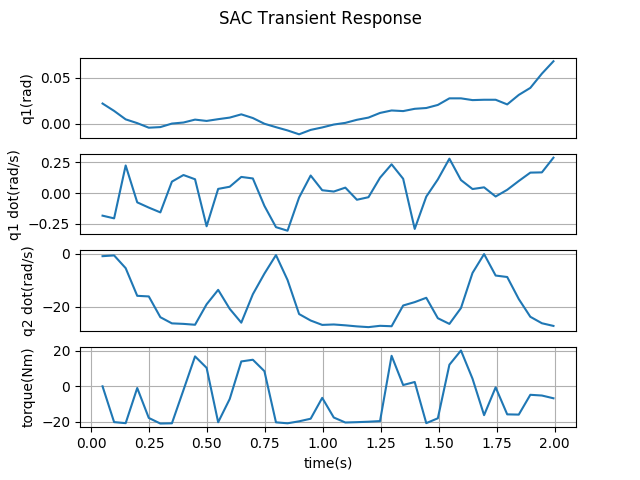 SAC Transient Response
q1(rad)
0.05
0.00
q1 dot(rad/s)
0.25
0.00
−0.25
q2 dot(rad/s)
0
−20
torque(Nm)
20
0
−20
0.00 0.25 0.50 0.75 1.00 1.25 1.50 1.75 2.00
time(s)